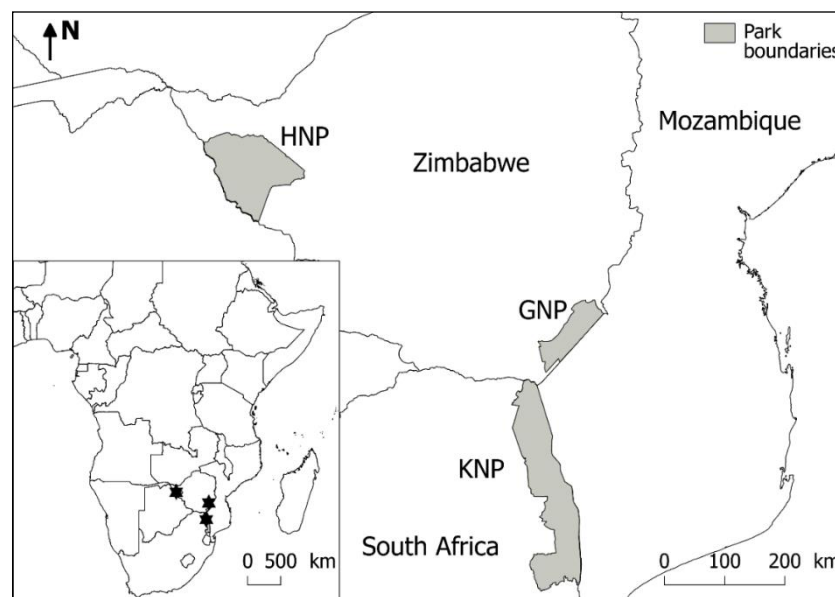 N
Park
boundaries
HNP
Mozambique
Zimbabwe
GNP
KNP
South Africa
0 500 km
0 100 200 km